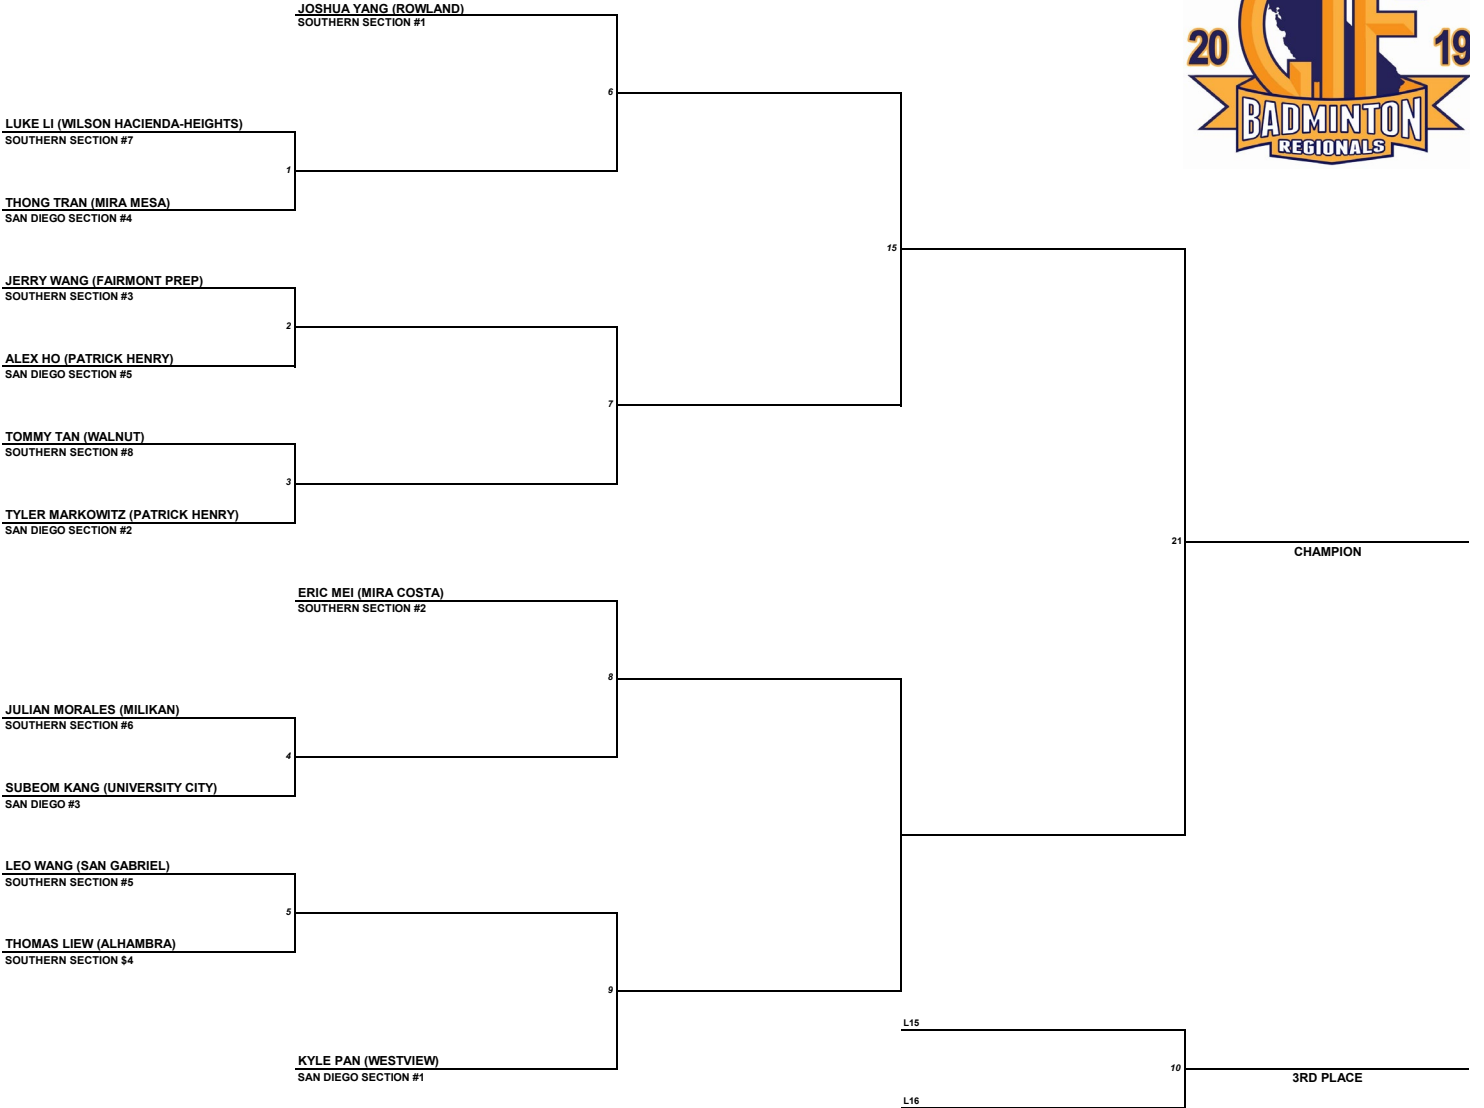 JOSHUA YANG (ROWLAND)
SOUTHERN SECTION #1
20 CIF 19
BADMINTON
REGIONALS
6
LUKE LI (WILSON HACIENDA-HEIGHTS)
SOUTHERN SECTION #7
1
THONG TRAN (MIRA MESA)
SAN DIEGO SECTION #4
15
JERRY WANG (FAIRMONT PREP)
SOUTHERN SECTION #3
2
ALEX HO (PATRICK HENRY)
SAN DIEGO SECTION #5
7
TOMMY TAN (WALNUT)
SOUTHERN SECTION #8
3
TYLER MARKOWITZ (PATRICK HENRY)
SAN DIEGO SECTION #2
21
CHAMPION
ERIC MEI (MIRA COSTA)
SOUTHERN SECTION #2
8
JULIAN MORALES (MILIKAN)
SOUTHERN SECTION #6
4
SUBEOM KANG (UNIVERSITY CITY)
SAN DIEGO #3
LEO WANG (SAN GABRIEL)
SOUTHERN SECTION #5
5
THOMAS LIEW (ALHAMBRA)
SOUTHERN SECTION $4
9
L15
KYLE PAN (WESTVIEW)
SAN DIEGO SECTION #1
10
3RD PLACE
L16